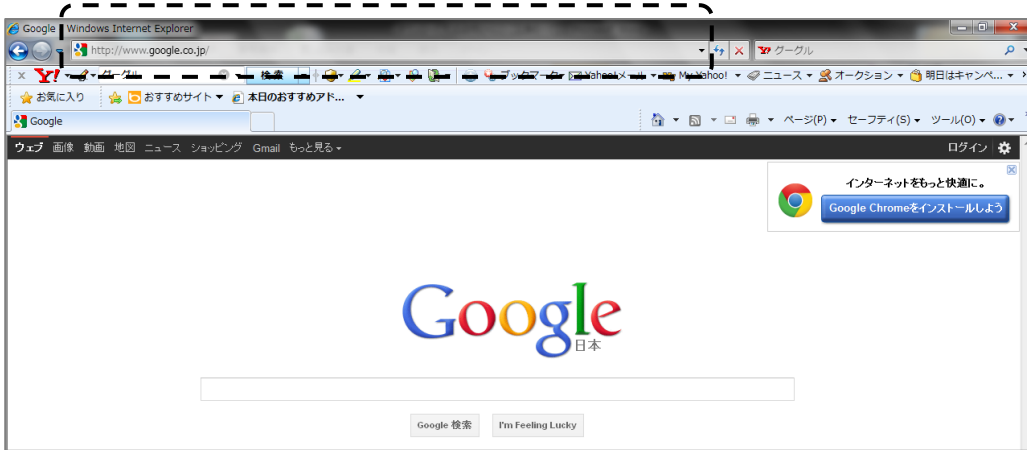 Google - Windows Internet Explorer
http://www.google.co.jp/
グーグル
検索
ブックマーク Yahoo!メール My Yahoo! ニュース オークション 明日はキャンペ...
お気に入り おすすめサイト 本日のおすすめアド...
Google
ページ(P) セーフティ(S) ツール(O)
ウェブ 画像 動画 地図 ニュース ショッピング Gmail もっと見る
ログイン
インターネットをもっと快適に。
Google Chromeをインストールしよう
Google
日本
Google 検索 I'm Feeling Lucky